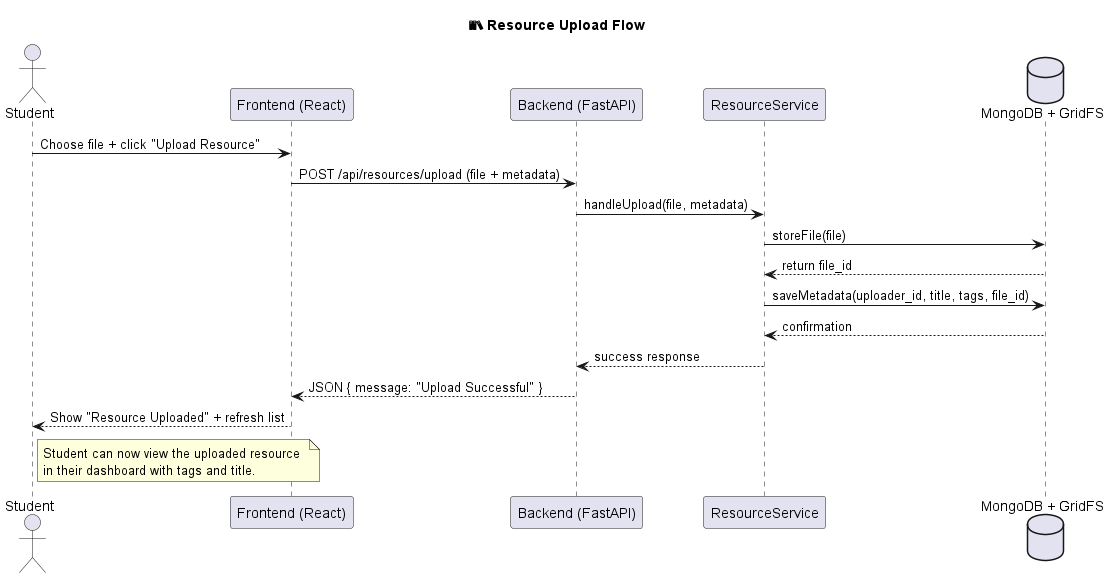 📚 Resource Upload Flow
Student
Frontend (React)
Backend (FastAPI)
ResourceService
MongoDB + GridFS
Choose file + click "Upload Resource"
POST /api/resources/upload (file + metadata)
handleUpload(file, metadata)
storeFile(file)
return file_id
saveMetadata(uploader_id, title, tags, file_id)
confirmation
success response
JSON { message: "Upload Successful" }
Show "Resource Uploaded" + refresh list
Student can now view the uploaded resource
in their dashboard with tags and title.
Student
Frontend (React)
Backend (FastAPI)
ResourceService
MongoDB + GridFS